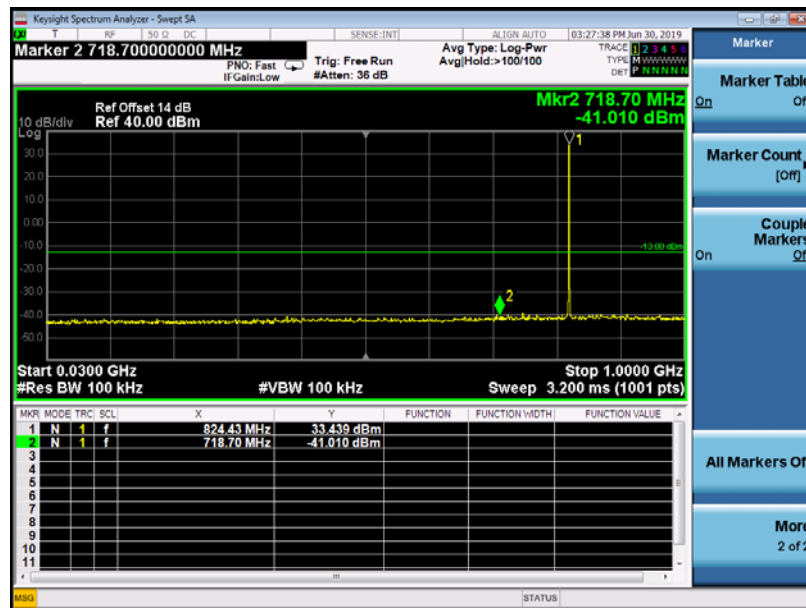 Keysight Spectrum Analyzer - Swept SA
T RF 50 Ω DC SENSE:INT ALIGN AUTO 03:27:38 PM Jun 30, 2019
Marker 2 718.700000000 MHz
PNO: Fast
IFGain:Low
Trig: Free Run
#Atten: 36 dB
Avg Type: Log-Pwr
Avg|Hold:>100/100
TRACE 1 2 3 4 5 6
TYPE M WWWWW
DET P N N N N N
Marker
Mkr2 718.70 MHz
-41.010 dBm
Ref Offset 14 dB
10 dB/div Ref 40.00 dBm
Log
30.0
20.0
10.0
0.00
-10.0
-20.0
-30.0
-40.0
-50.0
1
-13.00 dBm
2
Start 0.0300 GHz Stop 1.0000 GHz
#Res BW 100 kHz #VBW 100 kHz Sweep 3.200 ms (1001 pts)
MKR MODE TRC SCL X Y FUNCTION FUNCTION WIDTH FUNCTION VALUE
1 N 1 f 824.43 MHz 33.439 dBm
2 N 1 f 718.70 MHz -41.010 dBm
3
4
5
6
7
8
9
10
11
Marker Table
On Of
Marker Count
[Off]
Couple
Markers
On Of
All Markers Of
More
2 of 2
MSG STATUS